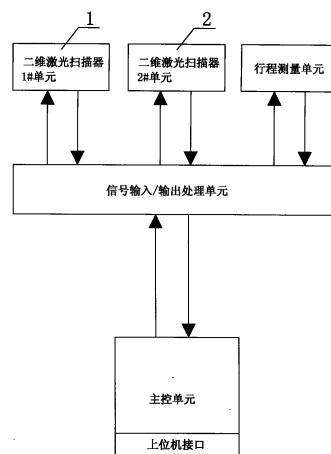 1
2
二维激光扫描器
1#单元
二维激光扫描器
2#单元
行程测量单元
信号输入/输出处理单元
主控单元
上位机接口